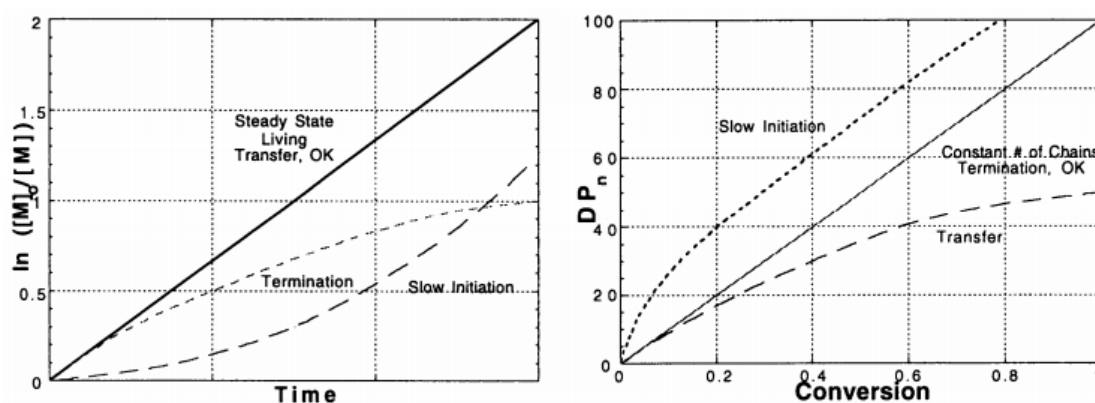 2
1.5
1
0.5
0
ln ([M]o/[M])
Steady State
Living
Transfer, OK
Termination
Slow Initiation
Time
100
80
60
40
20
0
DPn
Slow Initiation
Constant # of Chains
Termination, OK
Transfer
0
0.2
0.4
0.6
0.8
Conversion